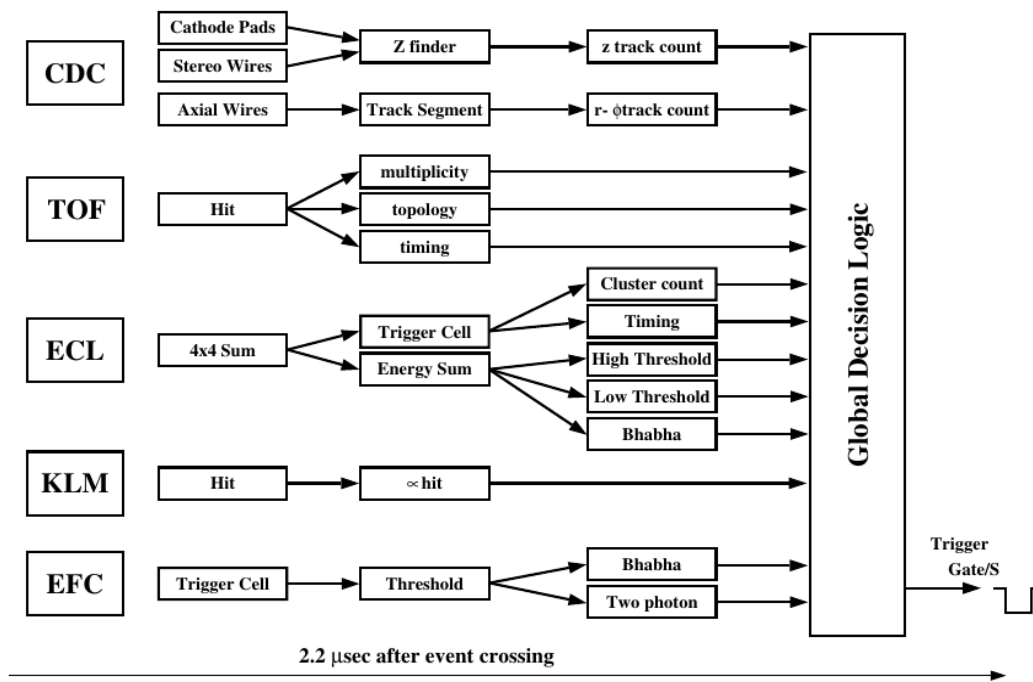 CDC
Cathode Pads
Stereo Wires
Z finder
z track count
Axial Wires
Track Segment
r- ϕtrack count
TOF
Hit
multiplicity
topology
timing
ECL
4x4 Sum
Trigger Cell
Energy Sum
Cluster count
Timing
High Threshold
Low Threshold
Bhabha
KLM
Hit
∝hit
EFC
Trigger Cell
Threshold
Bhabha
Two photon
Global Decision Logic
Trigger
Gate/S
2.2 μsec after event crossing